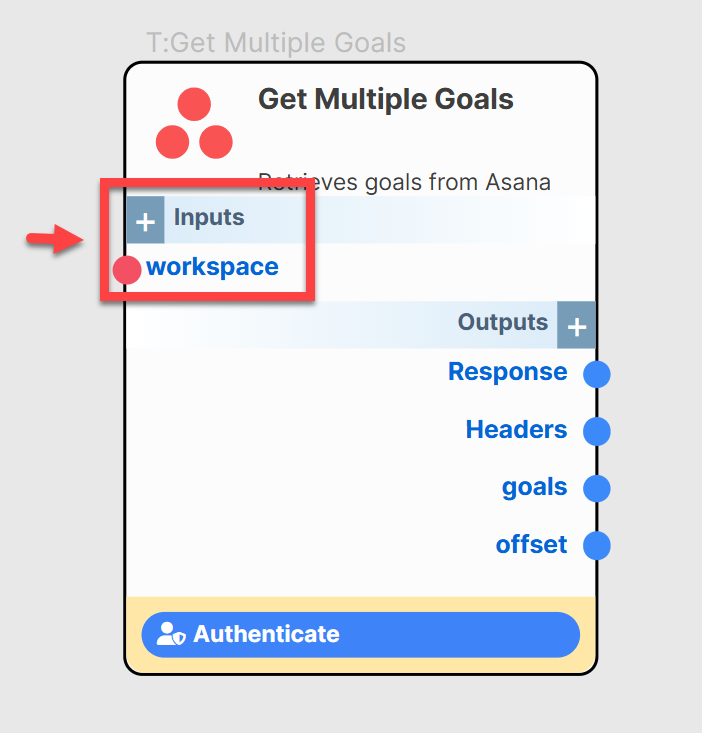 T:Get Multiple Goals
Get Multiple Goals
Retrieves goals from Asana
+ Inputs
workspace
Outputs +
Response
Headers
goals
offset
Authenticate